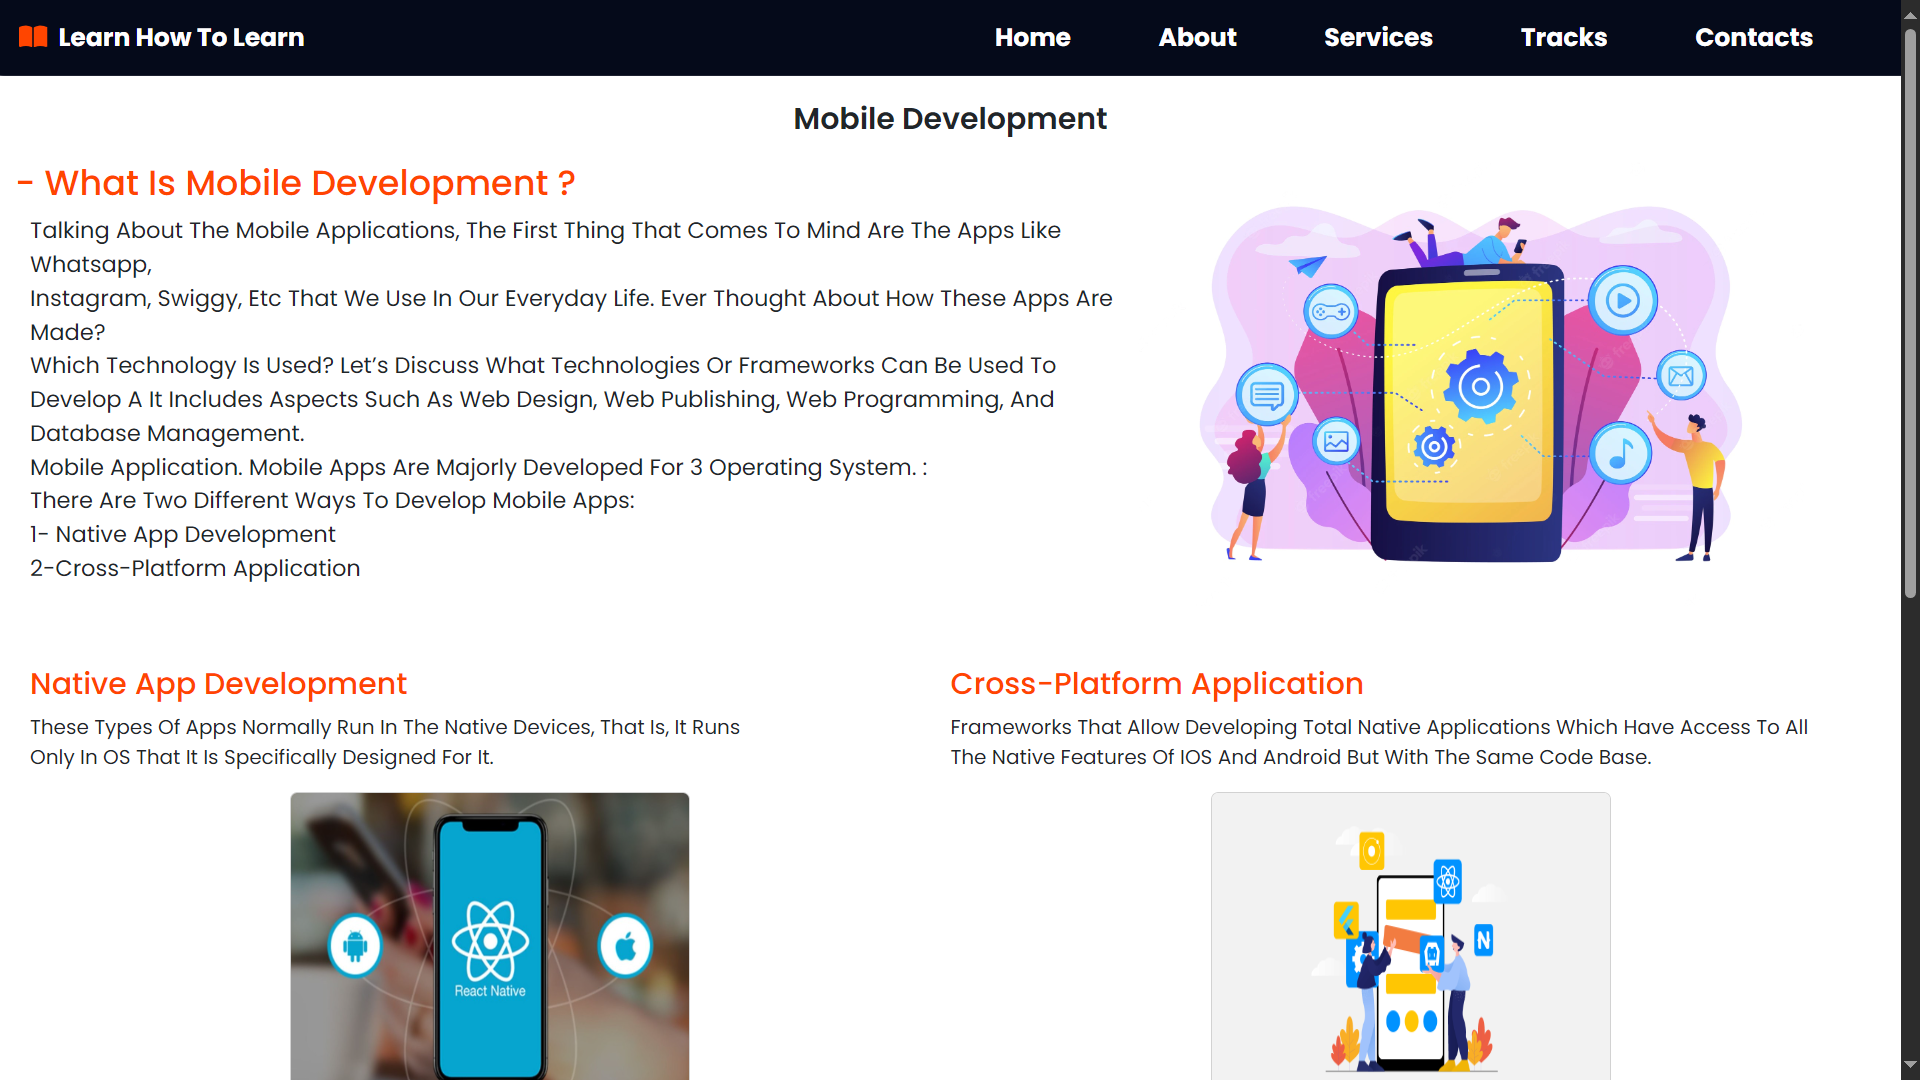 Learn How To Learn
Home About Services Tracks Contacts
Mobile Development
- What Is Mobile Development ?
Talking About The Mobile Applications, The First Thing That Comes To Mind Are The Apps Like
Whatsapp,
Instagram, Swiggy, Etc That We Use In Our Everyday Life. Ever Thought About How These Apps Are
Made?
Which Technology Is Used? Let’s Discuss What Technologies Or Frameworks Can Be Used To
Develop A It Includes Aspects Such As Web Design, Web Publishing, Web Programming, And
Database Management.
Mobile Application. Mobile Apps Are Majorly Developed For 3 Operating System. :
There Are Two Different Ways To Develop Mobile Apps:
1- Native App Development
2-Cross-Platform Application
Native App Development
These Types Of Apps Normally Run In The Native Devices, That Is, It Runs
Only In OS That It Is Specifically Designed For It.
React Native
Cross-Platform Application
Frameworks That Allow Developing Total Native Applications Which Have Access To All
The Native Features Of IOS And Android But With The Same Code Base.
N